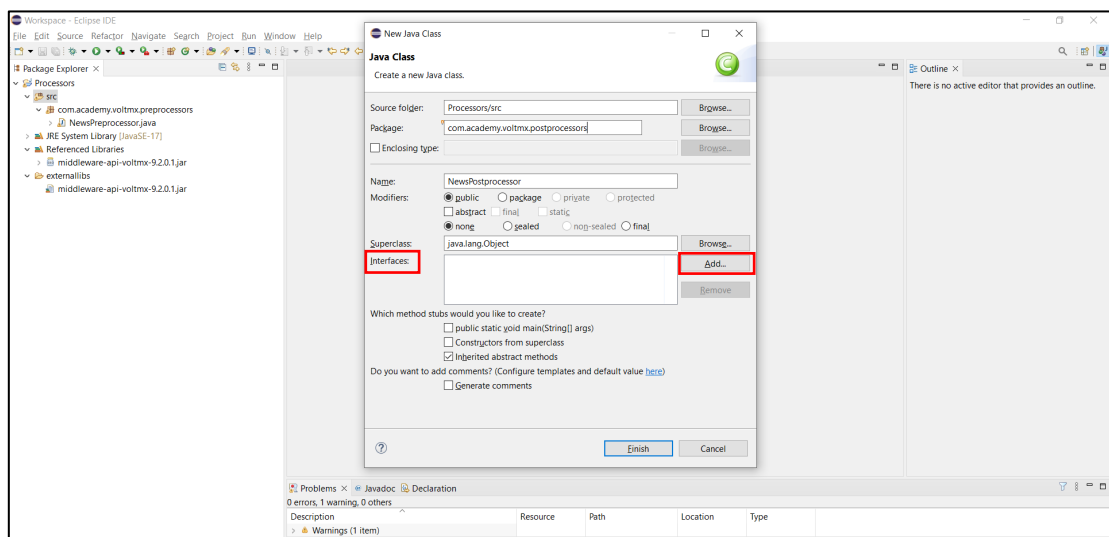 Workspace - Eclipse IDE
File Edit Source Refactor Navigate Search Project Run Window Help
Package Explorer
Processors
src
com.academy.voltmx.preprocessors
NewsPreprocessor.java
JRE System Library [JavaSE-17]
Referenced Libraries
middleware-api-voltmx-9.2.0.1.jar
externallibs
middleware-api-voltmx-9.2.0.1.jar
New Java Class
Java Class
Create a new Java class.
Source folder: Processors/src Browse...
Package: com.academy.voltmx.postprocessors Browse...
Enclosing type: Browse...
Name: NewsPostprocessor
Modifiers: public package private protected
abstract final static
none sealed non-sealed final
Superclass: java.lang.Object Browse...
Interfaces: Add...
Remove
Which method stubs would you like to create?
public static void main(String[] args)
Constructors from superclass
Inherited abstract methods
Do you want to add comments? (Configure templates and default value here)
Generate comments
Finish Cancel
Outline
There is no active editor that provides an outline.
Problems Javadoc Declaration
0 errors, 1 warning, 0 others
Description Resource Path Location Type
Warnings (1 item)